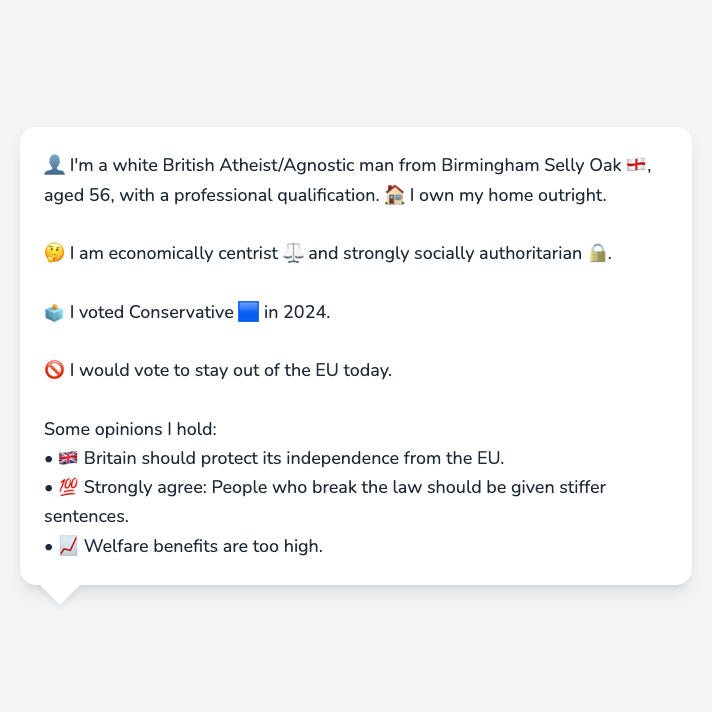 👤 I'm a white British Atheist/Agnostic man from Birmingham Selly Oak 🏴󠁧󠁢󠁥󠁮󠁧󠁿,
aged 56, with a professional qualification. 🏠 I own my home outright.
🤔 I am economically centrist ⚖️ and strongly socially authoritarian 🔒.
🗳️ I voted Conservative 🟦 in 2024.
🚫 I would vote to stay out of the EU today.
Some opinions I hold:
• 🇬🇧 Britain should protect its independence from the EU.
• 💯 Strongly agree: People who break the law should be given stiffer
sentences.
• 📈 Welfare benefits are too high.